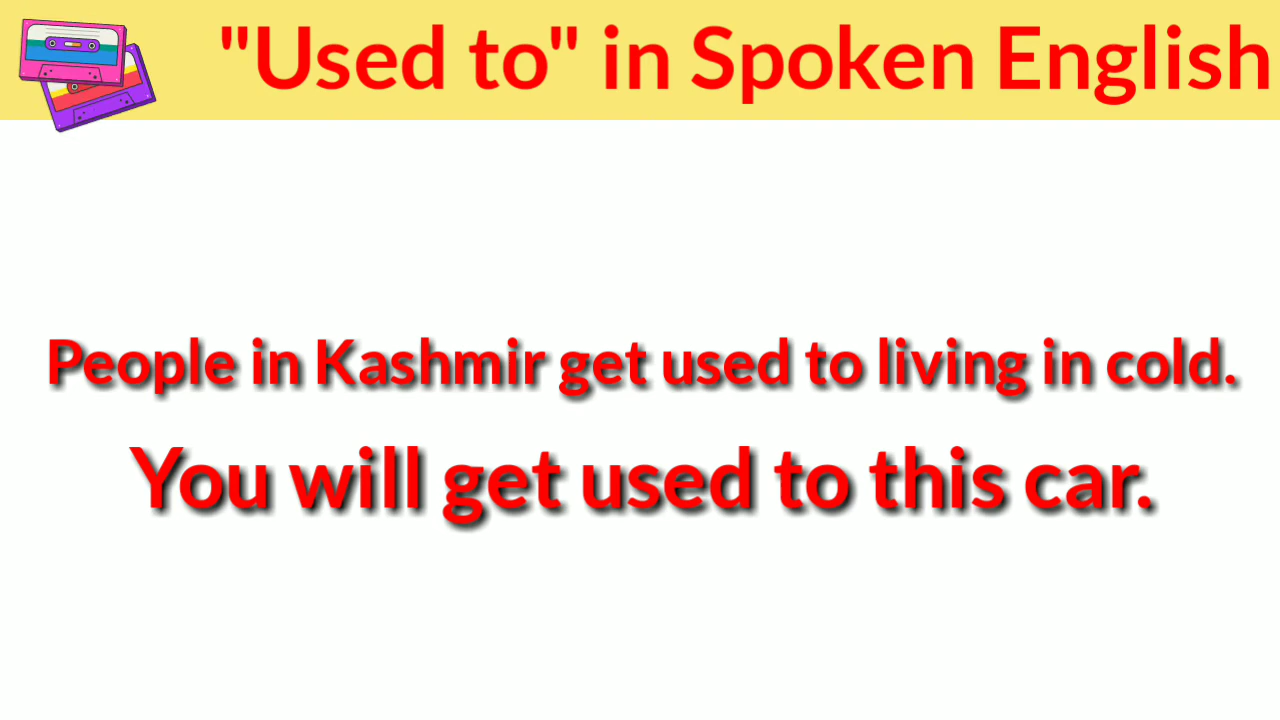 "Used to" in Spoken English
People in Kashmir get used to living in cold.
You will get used to this car.